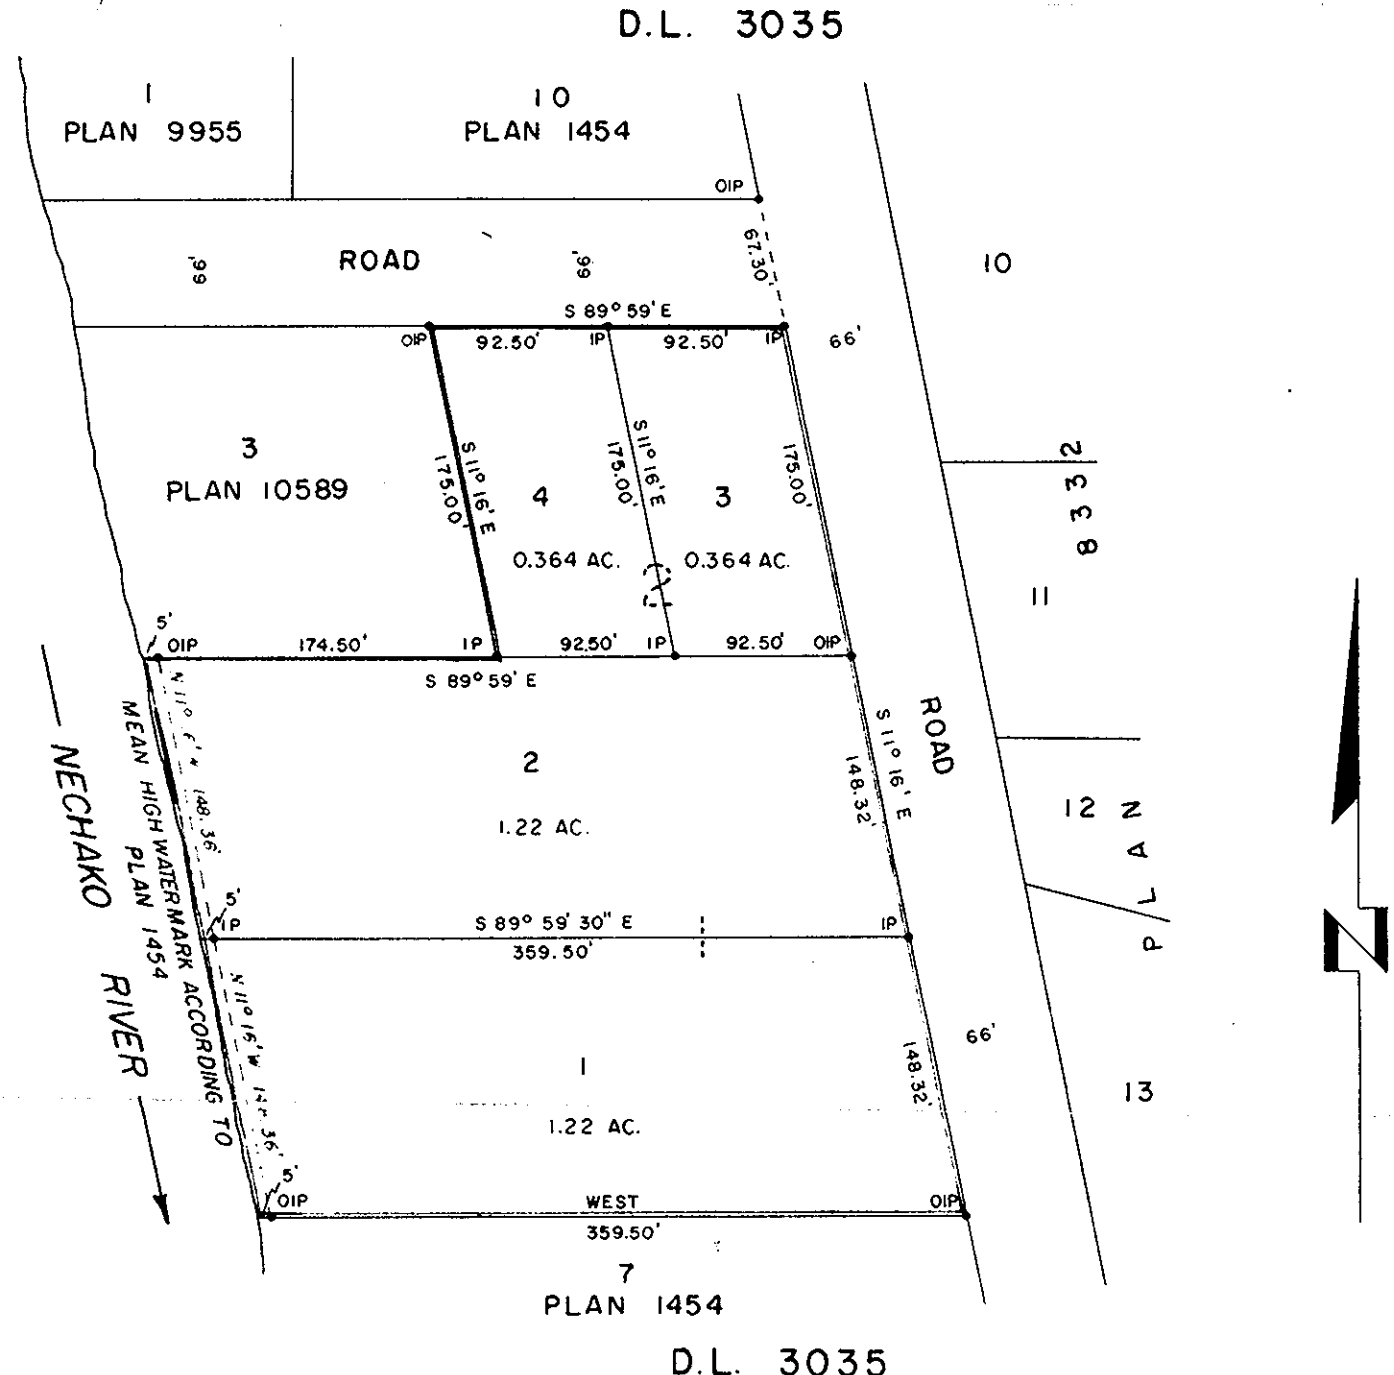 D.L. 3035
1
PLAN 9955
10
PLAN 1454
OIP
67.30'
66'
ROAD
66'
10
S 89° 59' E
OIP
92.50'
IP
92.50'
IP
66'
S 11° 16' E
175.00'
S 11° 16' E
175.00'
175.00'
3
PLAN 10589
4
0.364 AC.
3
0.364 AC.
PLAN 8332
11
5'
OIP
174.50'
IP
92.50'
IP
92.50'
OIP
S 89° 59' E
148.36'
2
1.22 AC.
S 11° 16' E
148.32'
ROAD
12
NECHAKO RIVER
MEAN HIGH WATERMARK ACCORDING TO
PLAN 1454
5'
IP
S 89° 59' 30" E
359.50'
IP
N 11° 16' W
1
1.22 AC.
148.32'
66'
13
5'
OIP
WEST
359.50'
OIP
7
PLAN 1454
D.L. 3035
N